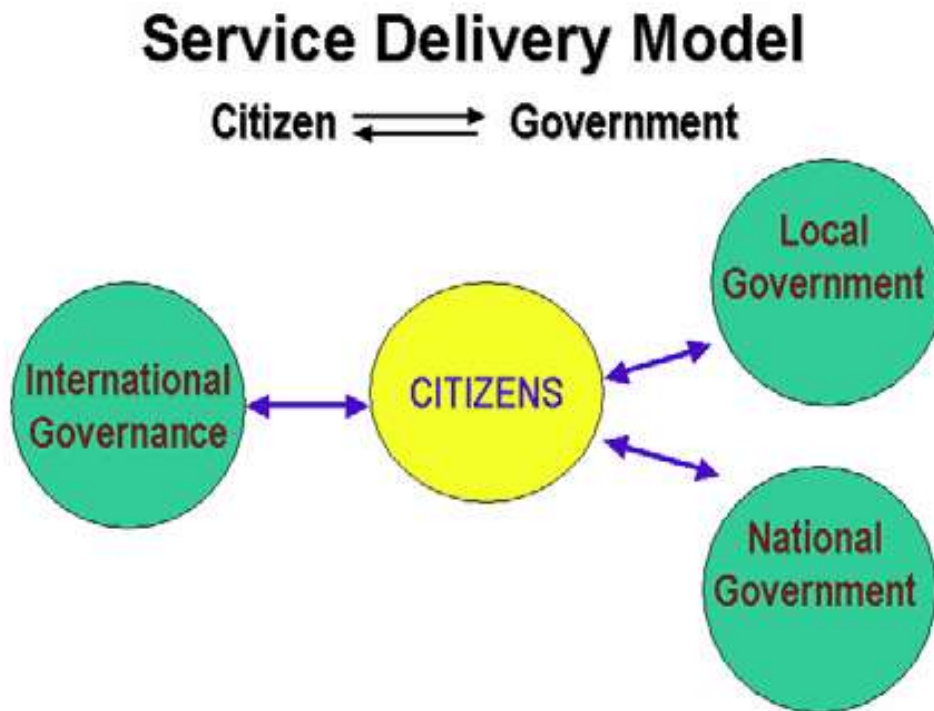 Service Delivery Model
Citizen Government
Local
Government
International
Governance
CITIZENS
National
Government